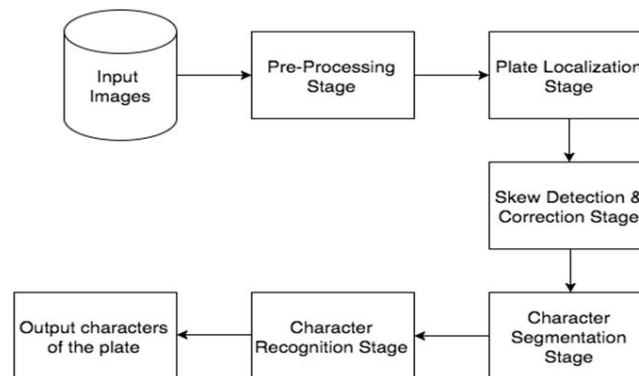 Input
Images
Pre-Processing
Stage
Plate Localization
Stage
Skew Detection &
Correction Stage
Character
Segmentation
Stage
Character
Recognition Stage
Output characters
of the plate